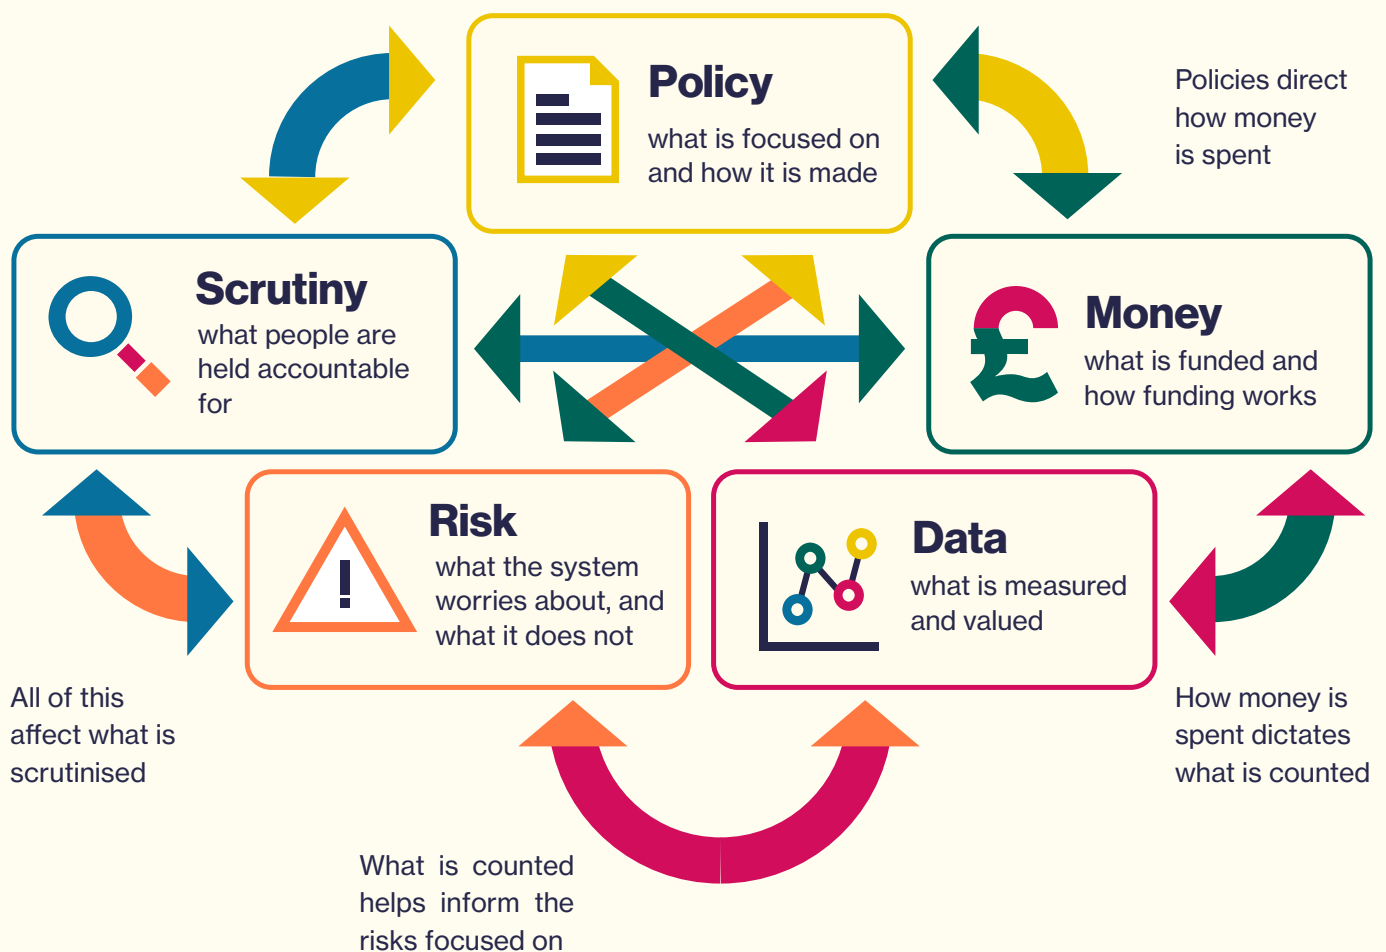 Policy
what is focused on
and how it is made
Policies direct
how money
is spent
Scrutiny
what people are
held accountable
for
Money
what is funded and
how funding works
Risk
what the system
worries about, and
what it does not
Data
what is measured
and valued
All of this
affect what is
scrutinised
How money is
spent dictates
what is counted
What is counted
helps inform the
risks focused on